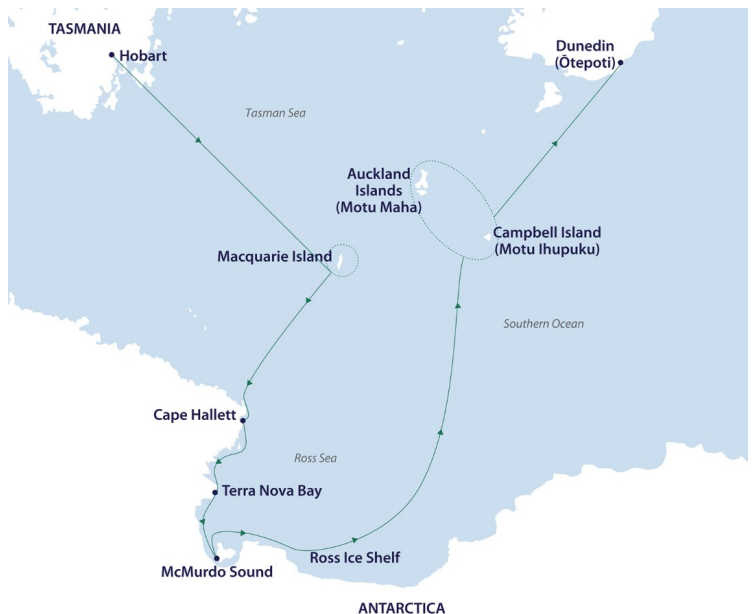 TASMANIA
Hobart
Dunedin
(Ōtepoti)
Tasman Sea
Auckland
Islands
(Motu Maha)
Campbell Island
(Motu Ihupuku)
Macquarie Island
Southern Ocean
Cape Hallett
Ross Sea
Terra Nova Bay
Ross Ice Shelf
McMurdo Sound
ANTARCTICA